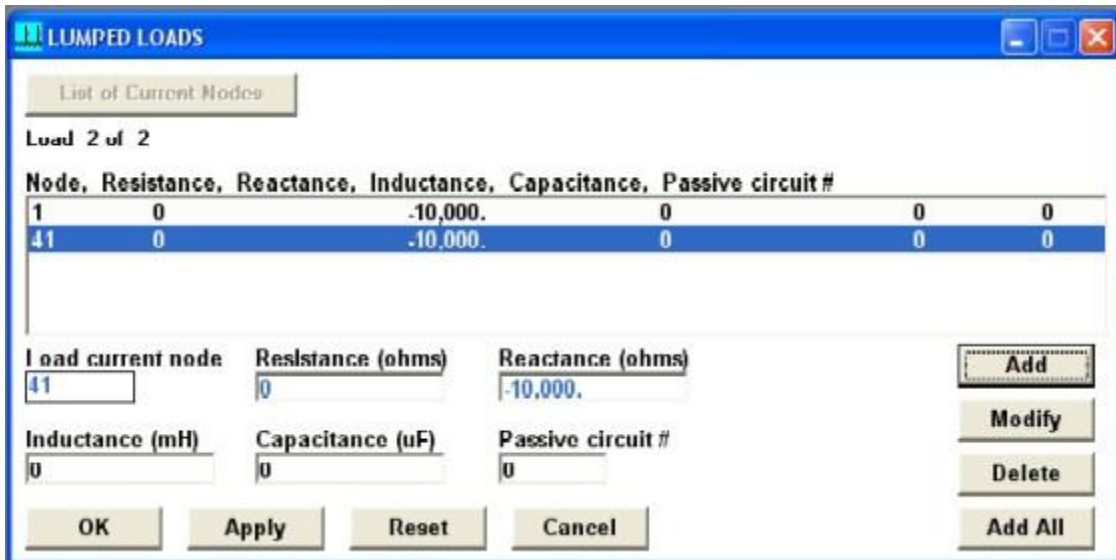 LUMPED LOADS
List of Current Nodes
Load 2 of 2
Node, Resistance, Reactance, Inductance, Capacitance, Passive circuit #
1 0 -10,000. 0 0 0
41 0 -10,000. 0 0 0
Load current node Resistance (ohms) Reactance (ohms)
41 0 -10,000.
Add
Modify
Inductance (mH) Capacitance (uF) Passive circuit #
0 0 0
Delete
OK Apply Reset Cancel Add All